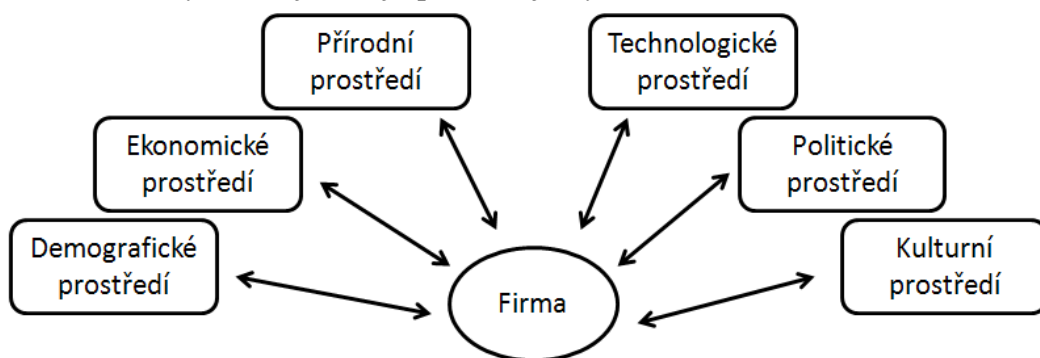 Přírodní
prostředí
Technologické
prostředí
Ekonomické
prostředí
Politické
prostředí
Demografické
prostředí
Kulturní
prostředí
Firma